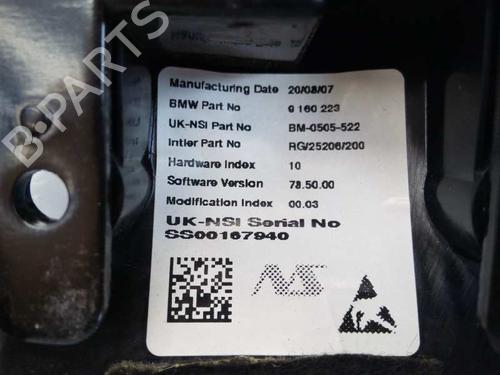 B-PARTS
Manufacturing Date 20/08/07
BMW Part No 9 160 223
UK-NSI Part No BM-0505-522
Intier Part No RG/25206/200
Hardware Index 10
Software Version 78.50.00
Modification Index 00.03
UK-NSI Serial No
SS00167940
NS